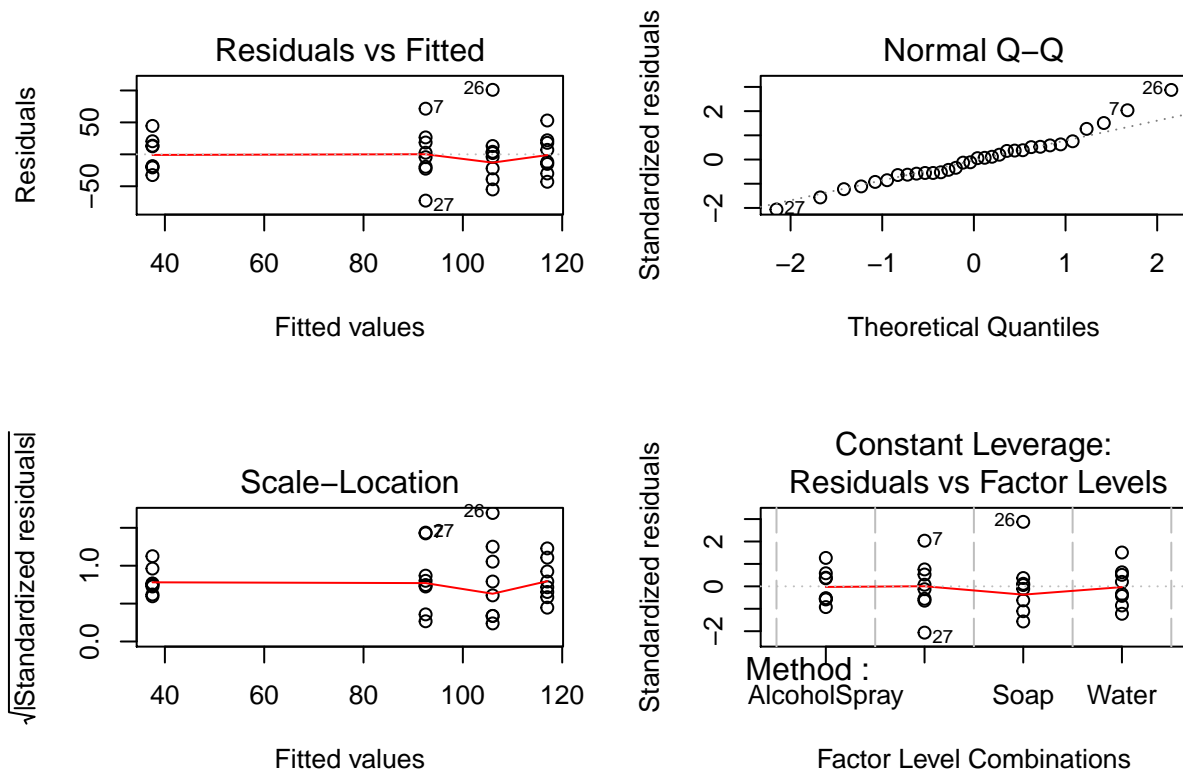 Residuals vs Fitted
Residuals
50
−50
7
26
27
40 60 80 100 120
Fitted values
Normal Q−Q
Standardized residuals
2
0
−2
27
7
26
−2 −1 0 1 2
Theoretical Quantiles
Scale−Location
√|Standardized residuals|
1.0
0.0
7
27
26
40 60 80 100 120
Fitted values
Constant Leverage:
Residuals vs Factor Levels
Standardized residuals
2
0
−2
7
27
26
Method :
AlcoholSpray Soap Water
Factor Level Combinations